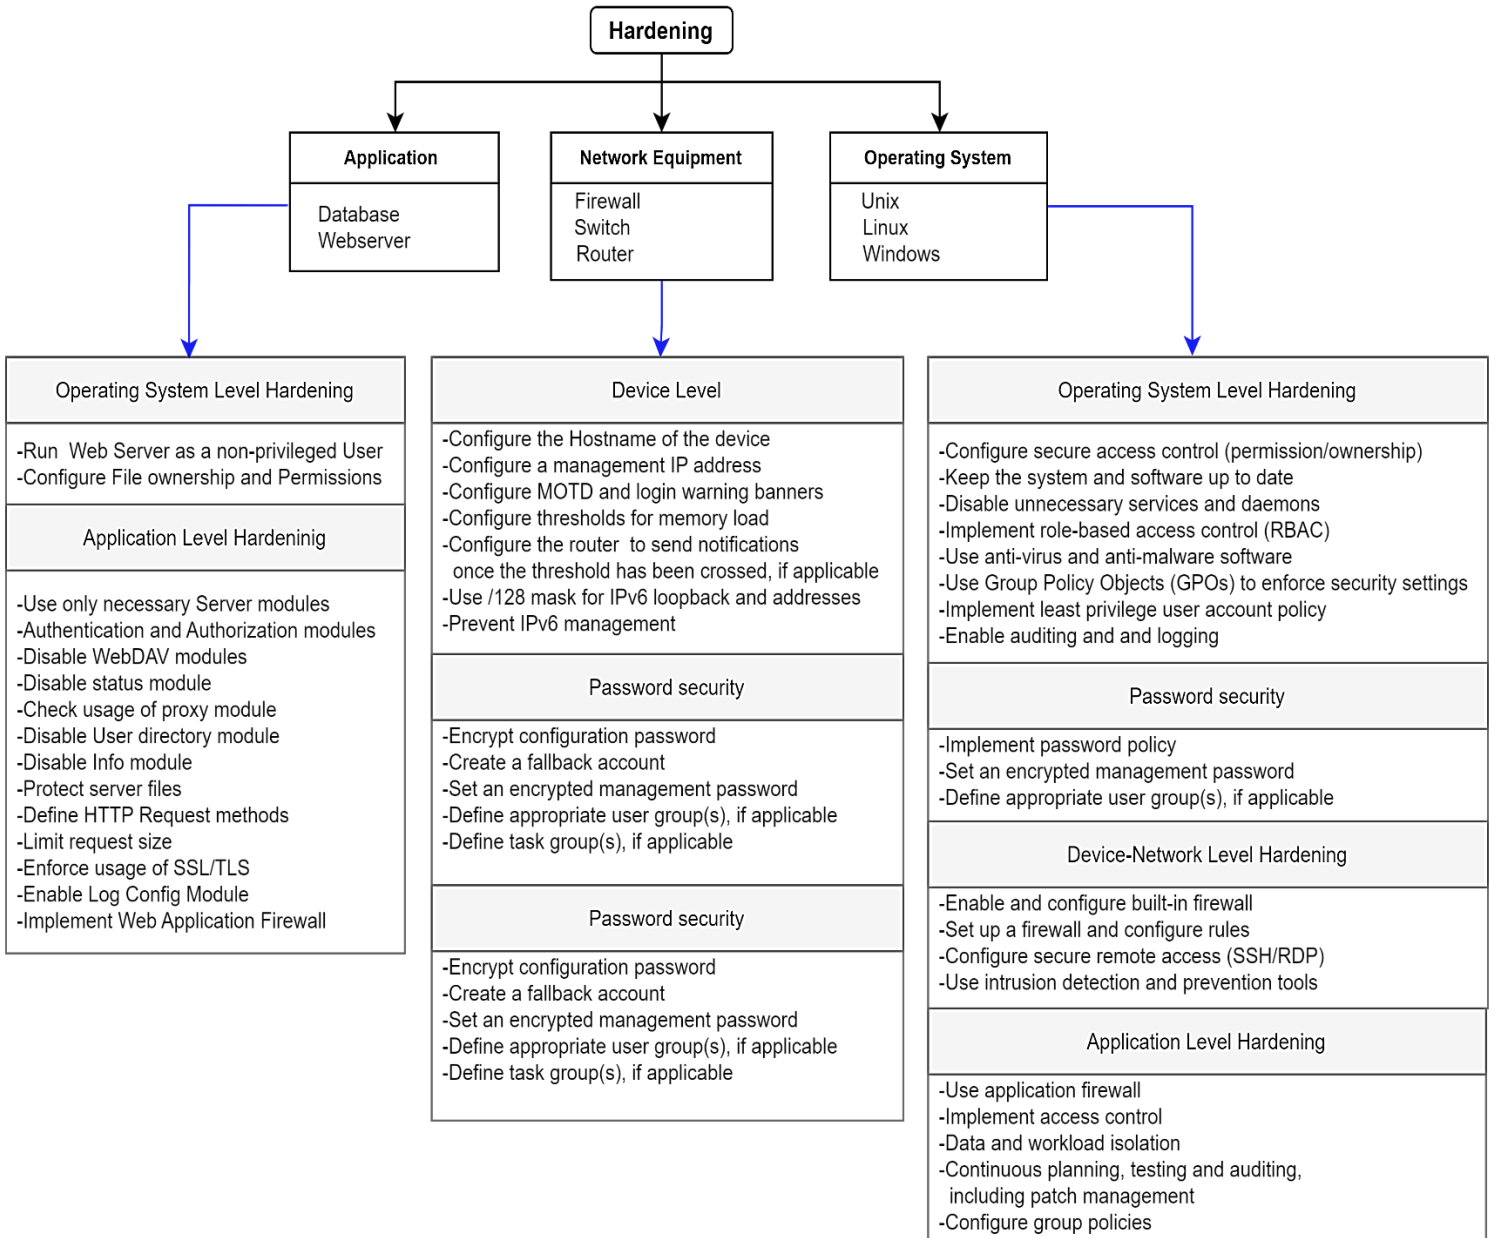 Hardening
Application
Database
Webserver
Network Equipment
Firewall
Switch
Router
Operating System
Unix
Linux
Windows
Operating System Level Hardening
-Run Web Server as a non-privileged User
-Configure File ownership and Permissions
Application Level Hardeninig
-Use only necessary Server modules
-Authentication and Authorization modules
-Disable WebDAV modules
-Disable status module
-Check usage of proxy module
-Disable User directory module
-Disable Info module
-Protect server files
-Define HTTP Request methods
-Limit request size
-Enforce usage of SSL/TLS
-Enable Log Config Module
-Implement Web Application Firewall
Device Level
-Configure the Hostname of the device
-Configure a management IP address
-Configure MOTD and login warning banners
-Configure thresholds for memory load
-Configure the router to send notifications
once the threshold has been crossed, if applicable
-Use /128 mask for IPv6 loopback and addresses
-Prevent IPv6 management
Password security
-Encrypt configuration password
-Create a fallback account
-Set an encrypted management password
-Define appropriate user group(s), if applicable
-Define task group(s), if applicable
Password security
-Encrypt configuration password
-Create a fallback account
-Set an encrypted management password
-Define appropriate user group(s), if applicable
-Define task group(s), if applicable
Operating System Level Hardening
-Configure secure access control (permission/ownership)
-Keep the system and software up to date
-Disable unnecessary services and daemons
-Implement role-based access control (RBAC)
-Use anti-virus and anti-malware software
-Use Group Policy Objects (GPOs) to enforce security settings
-Implement least privilege user account policy
-Enable auditing and and logging
Password security
-Implement password policy
-Set an encrypted management password
-Define appropriate user group(s), if applicable
Device-Network Level Hardening
-Enable and configure built-in firewall
-Set up a firewall and configure rules
-Configure secure remote access (SSH/RDP)
-Use intrusion detection and prevention tools
Application Level Hardening
-Use application firewall
-Implement access control
-Data and workload isolation
-Continuous planning, testing and auditing,
including patch management
-Configure group policies